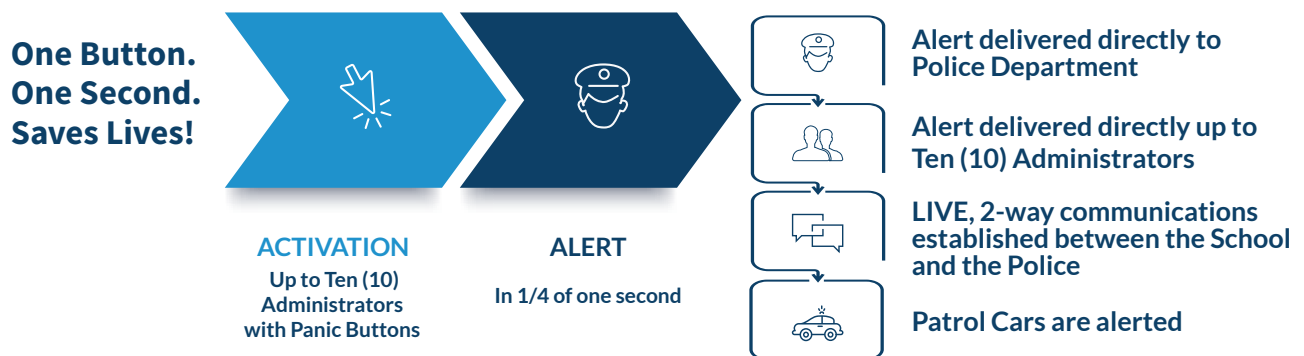 One Button.
One Second.
Saves Lives!
ACTIVATION
Up to Ten (10)
Administrators
with Panic Buttons
ALERT
In 1/4 of one second
Alert delivered directly to
Police Department
Alert delivered directly up to
Ten (10) Administrators
LIVE, 2-way communications
established between the School
and the Police
Patrol Cars are alerted